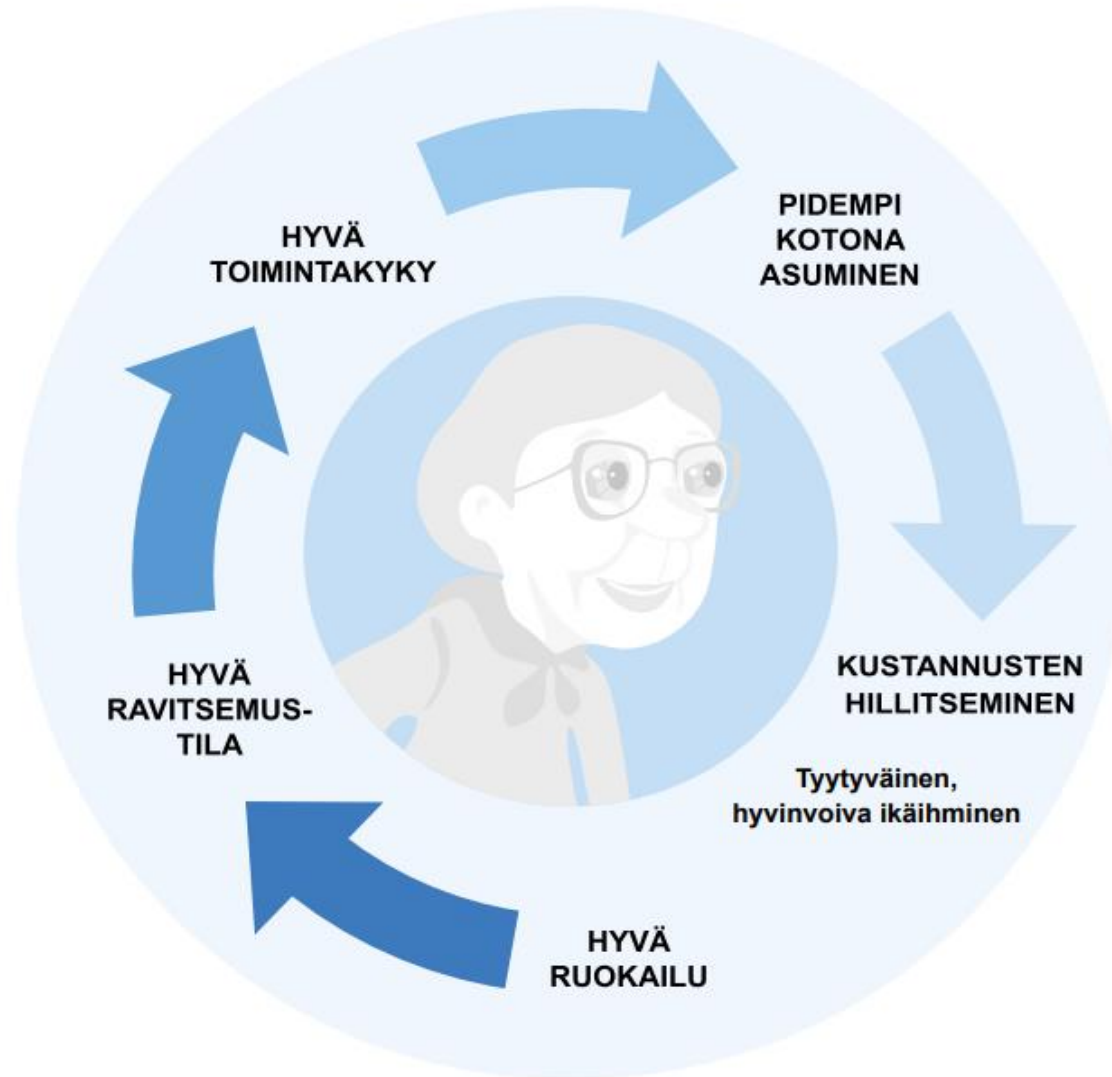 HYVÄ
TOIMINTAKYKY
PIDEMPI
KOTONA
ASUMINEN
KUSTANNUSTEN
HILLITSEMINEN
Tyytyväinen,
hyvinvoiva ikäihminen
HYVÄ
RAVITSEMUS-
TILA
HYVÄ
RUOKAILU